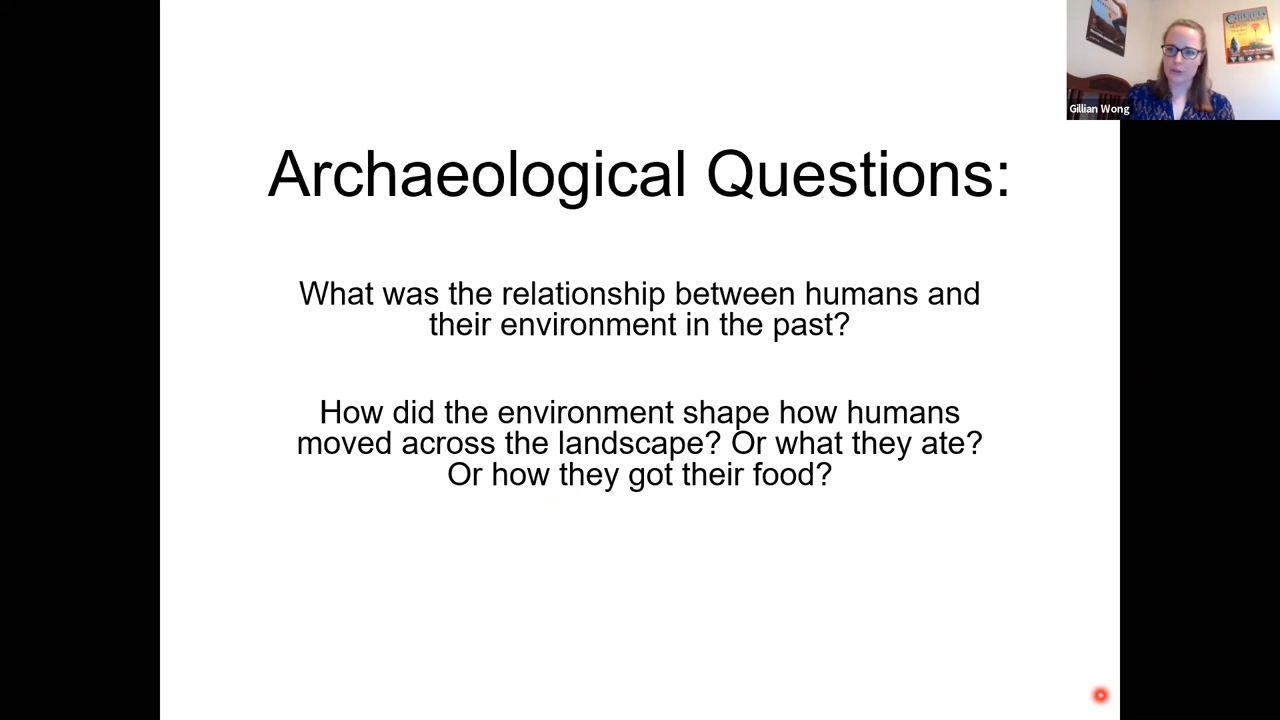 Gillian Wong
Archaeological Questions:
What was the relationship between humans and
their environment in the past?
How did the environment shape how humans
moved across the landscape? Or what they ate?
Or how they got their food?